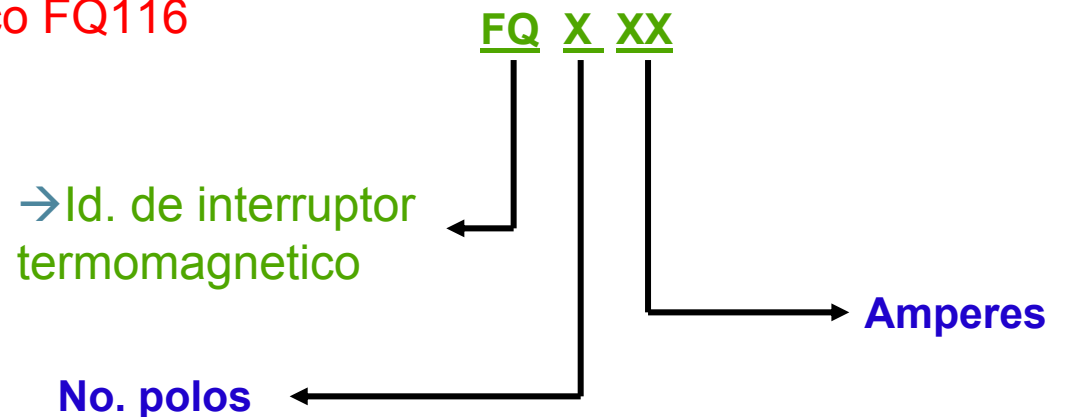 co FQ116
FQ X XX
→Id. de interruptor
termomagnetico
Amperes
No. polos